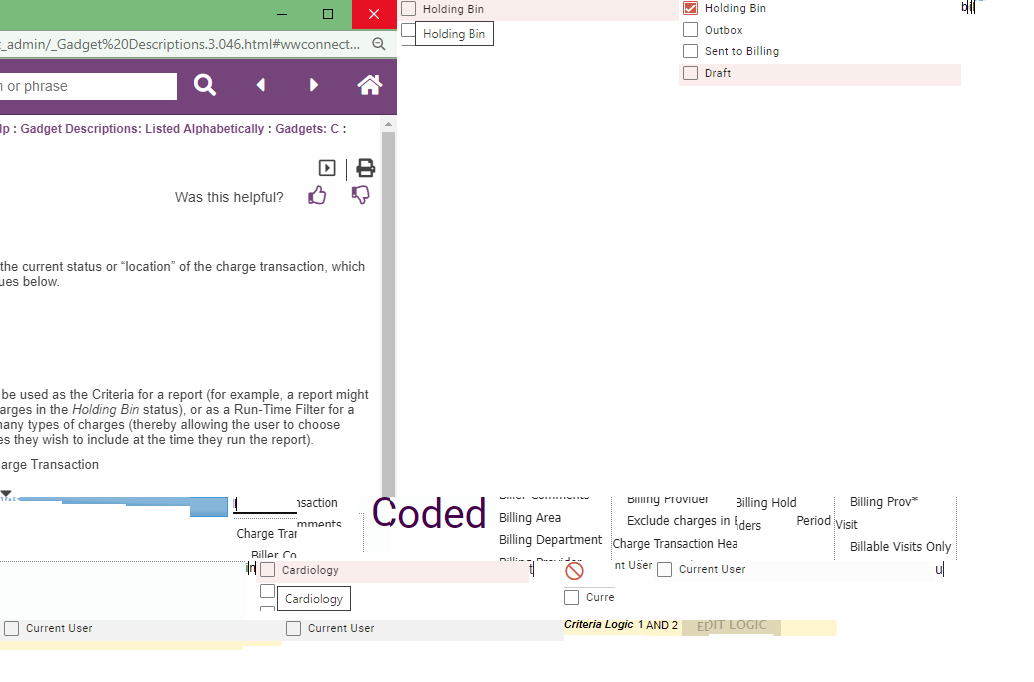 Holding Bin
Holding Bin
Holding Bin
Outbox
Sent to Billing
Draft
_admin/_Gadget%20Descriptions.3.046.html#wwconnect...
or phrase
: Gadget Descriptions: Listed Alphabetically : Gadgets: C :
Was this helpful?
the current status or “location” of the charge transaction, which
ues below.
be used as the Criteria for a report (for example, a report might
arges in the Holding Bin status), or as a Run-Time Filter for a
many types of charges (thereby allowing the user to choose
es they wish to include at the time they run the report).
arge Transaction
Coded
Billing Area
Billing Department
Billing Provider
Billing Provider
Exclude charges in
Charge Transaction Hea
Billing Hold
ders
Period
Billing Prov*
Visit
Billable Visits Only
nsaction
mments
Charge Tran
Biller Co
in
Cardiology
Cardiology
t
nt User
Current User
u
Curre
Current User
Current User
Criteria Logic 1 AND 2
EDIT LOGIC